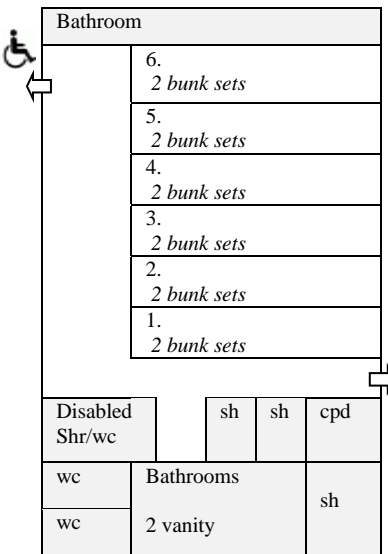 Bathroom
6.
2 bunk sets
5.
2 bunk sets
4.
2 bunk sets
3.
2 bunk sets
2.
2 bunk sets
1.
2 bunk sets
Disabled
Shr/wc
sh
sh
cpd
wc
Bathrooms
sh
wc
2 vanity